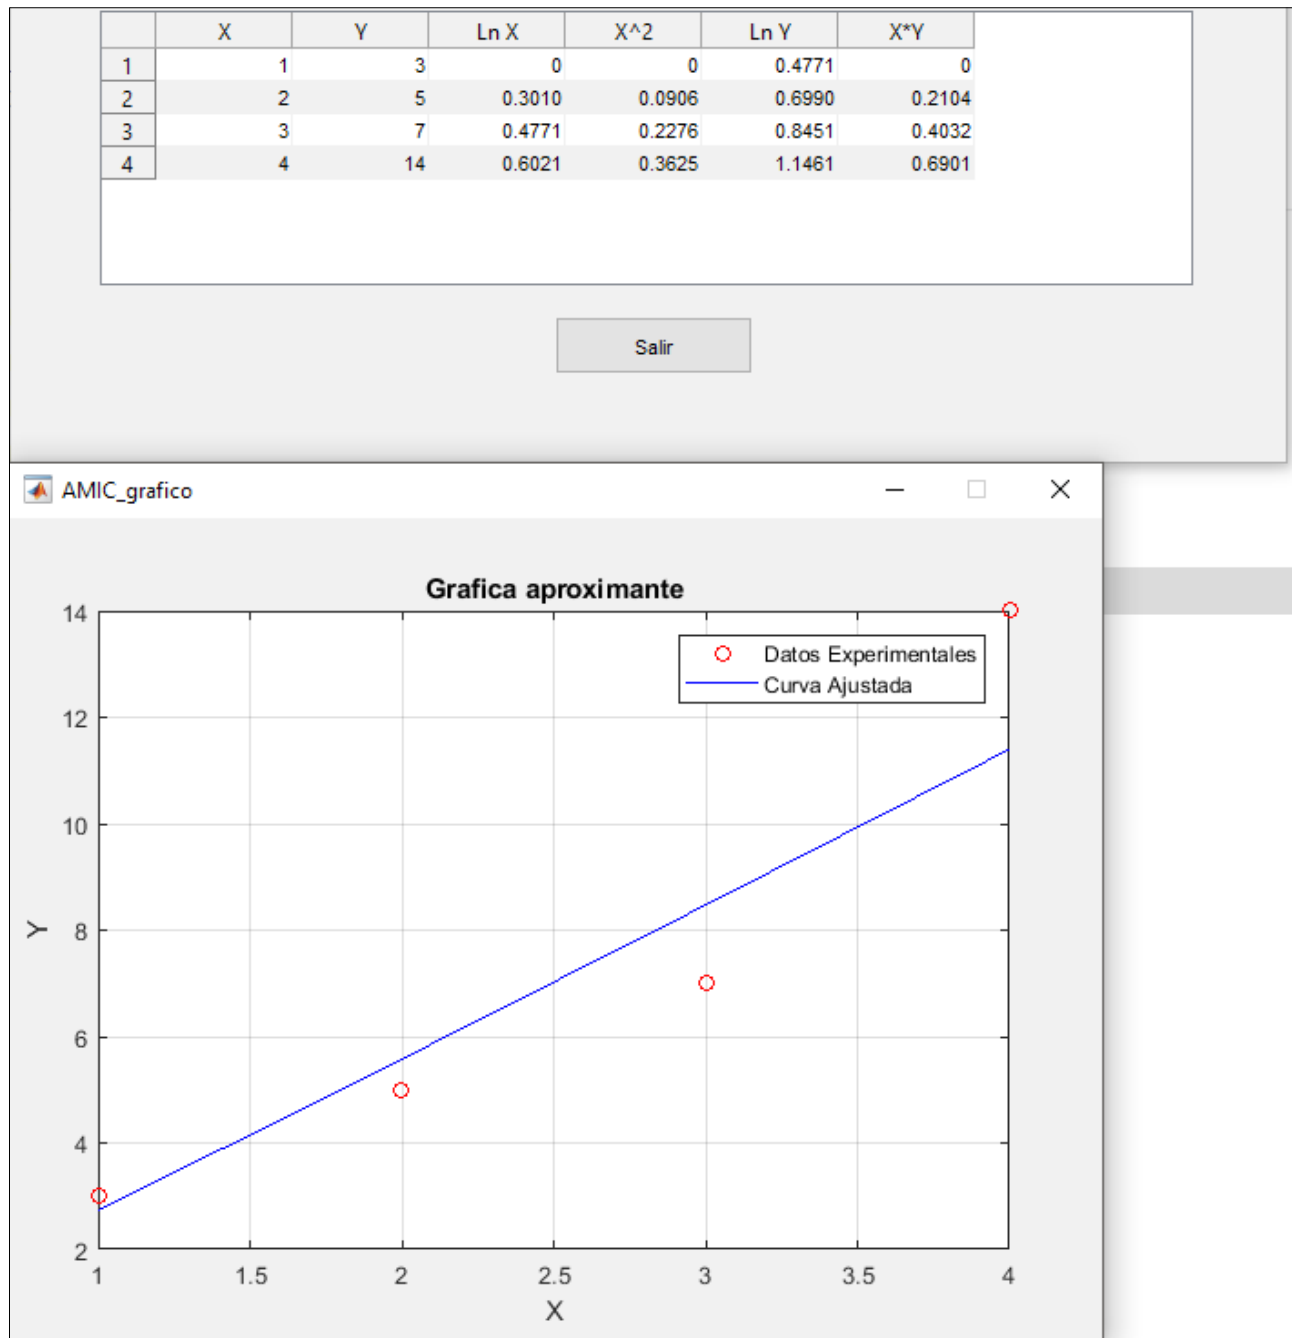 X Y Ln X X^2 Ln Y X*Y
1 1 3 0 0 0.4771 0
2 2 5 0.3010 0.0906 0.6990 0.2104
3 3 7 0.4771 0.2276 0.8451 0.4032
4 4 14 0.6021 0.3625 1.1461 0.6901
Salir
AMIC_grafico
Grafica aproximante
Datos Experimentales
Curva Ajustada
14
12
10
8
6
4
2
Y
1 1.5 2 2.5 3 3.5 4
X